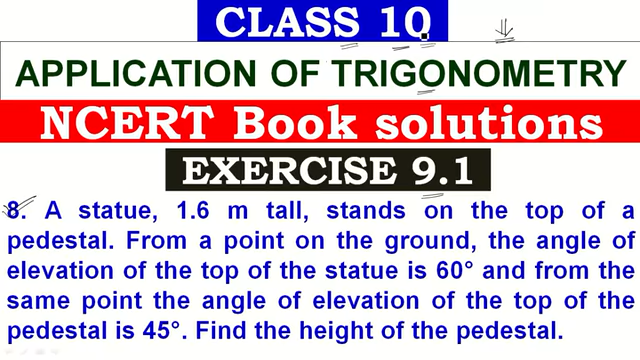 CLASS 10
APPLICATION OF TRIGONOMETRY
NCERT Book solutions
EXERCISE 9.1
8. A statue, 1.6 m tall, stands on the top of a
pedestal. From a point on the ground, the angle of
elevation of the top of the statue is 60° and from the
same point the angle of elevation of the top of the
pedestal is 45°. Find the height of the pedestal.